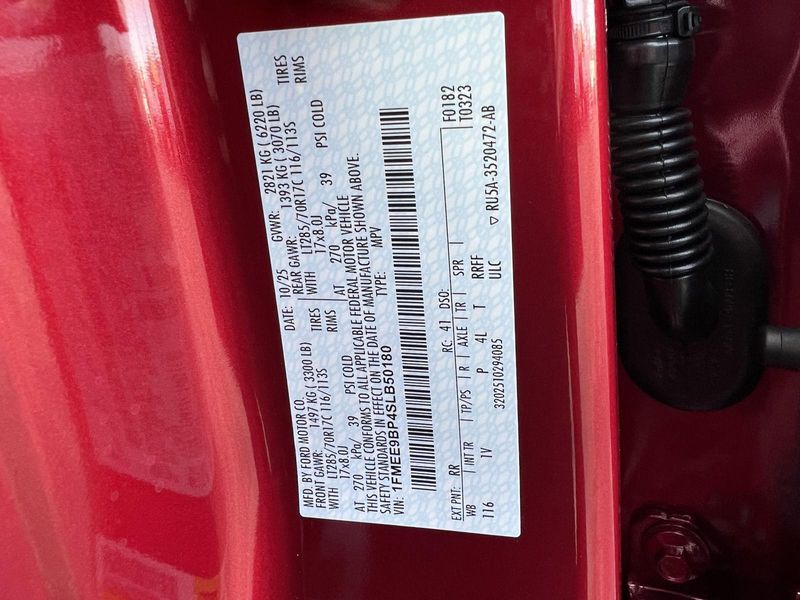 MFD. BY FORD MOTOR CO.
DATE: 10/25 GVWR: 2821 KG ( 6220 LB)
FRONT GAWR: 1497 KG ( 3300 LB) REAR GAWR: 1393 KG ( 3070 LB)
WITH LT285/70R17C 116/113S TIRES WITH LT285/70R17C 116/113S TIRES
17x8.0J RIMS 17x8.0J RIMS
AT 270 kPa/ 39 PSI COLD AT 270 kPa/ 39 PSI COLD
THIS VEHICLE CONFORMS TO ALL APPLICABLE FEDERAL MOTOR VEHICLE
SAFETY STANDARDS IN EFFECT ON THE DATE OF MANUFACTURE SHOWN ABOVE.
VIN: 1FMEE9BP4SLB50180 TYPE: MPV
F0182
T0323
EXT PNT: RR RC: 41 DSO:
WB INT TR TP/PS R AXLE TR SPR
116 1V P 4L T RRFF
ULC
3202510294085 RU5A-3520472-AB